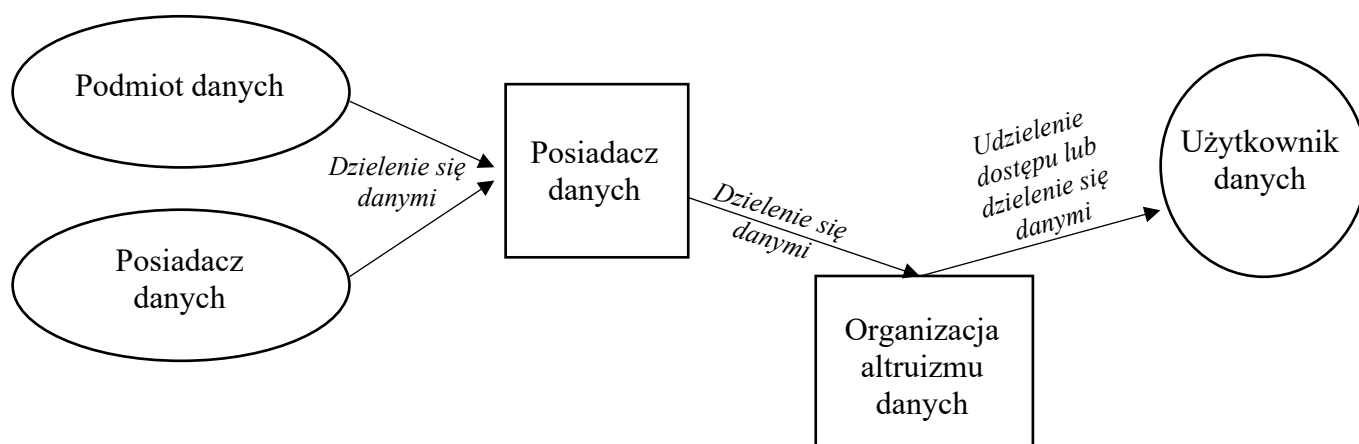 Podmiot danych
Dzielenie się
danymi
Posiadacz
danych
Posiadacz
danych
Dzielenie się
danymi
Organizacja
altruizmu
danych
Udzielenie
dostępu lub
dzielenie się
danymi
Użytkownik
danych